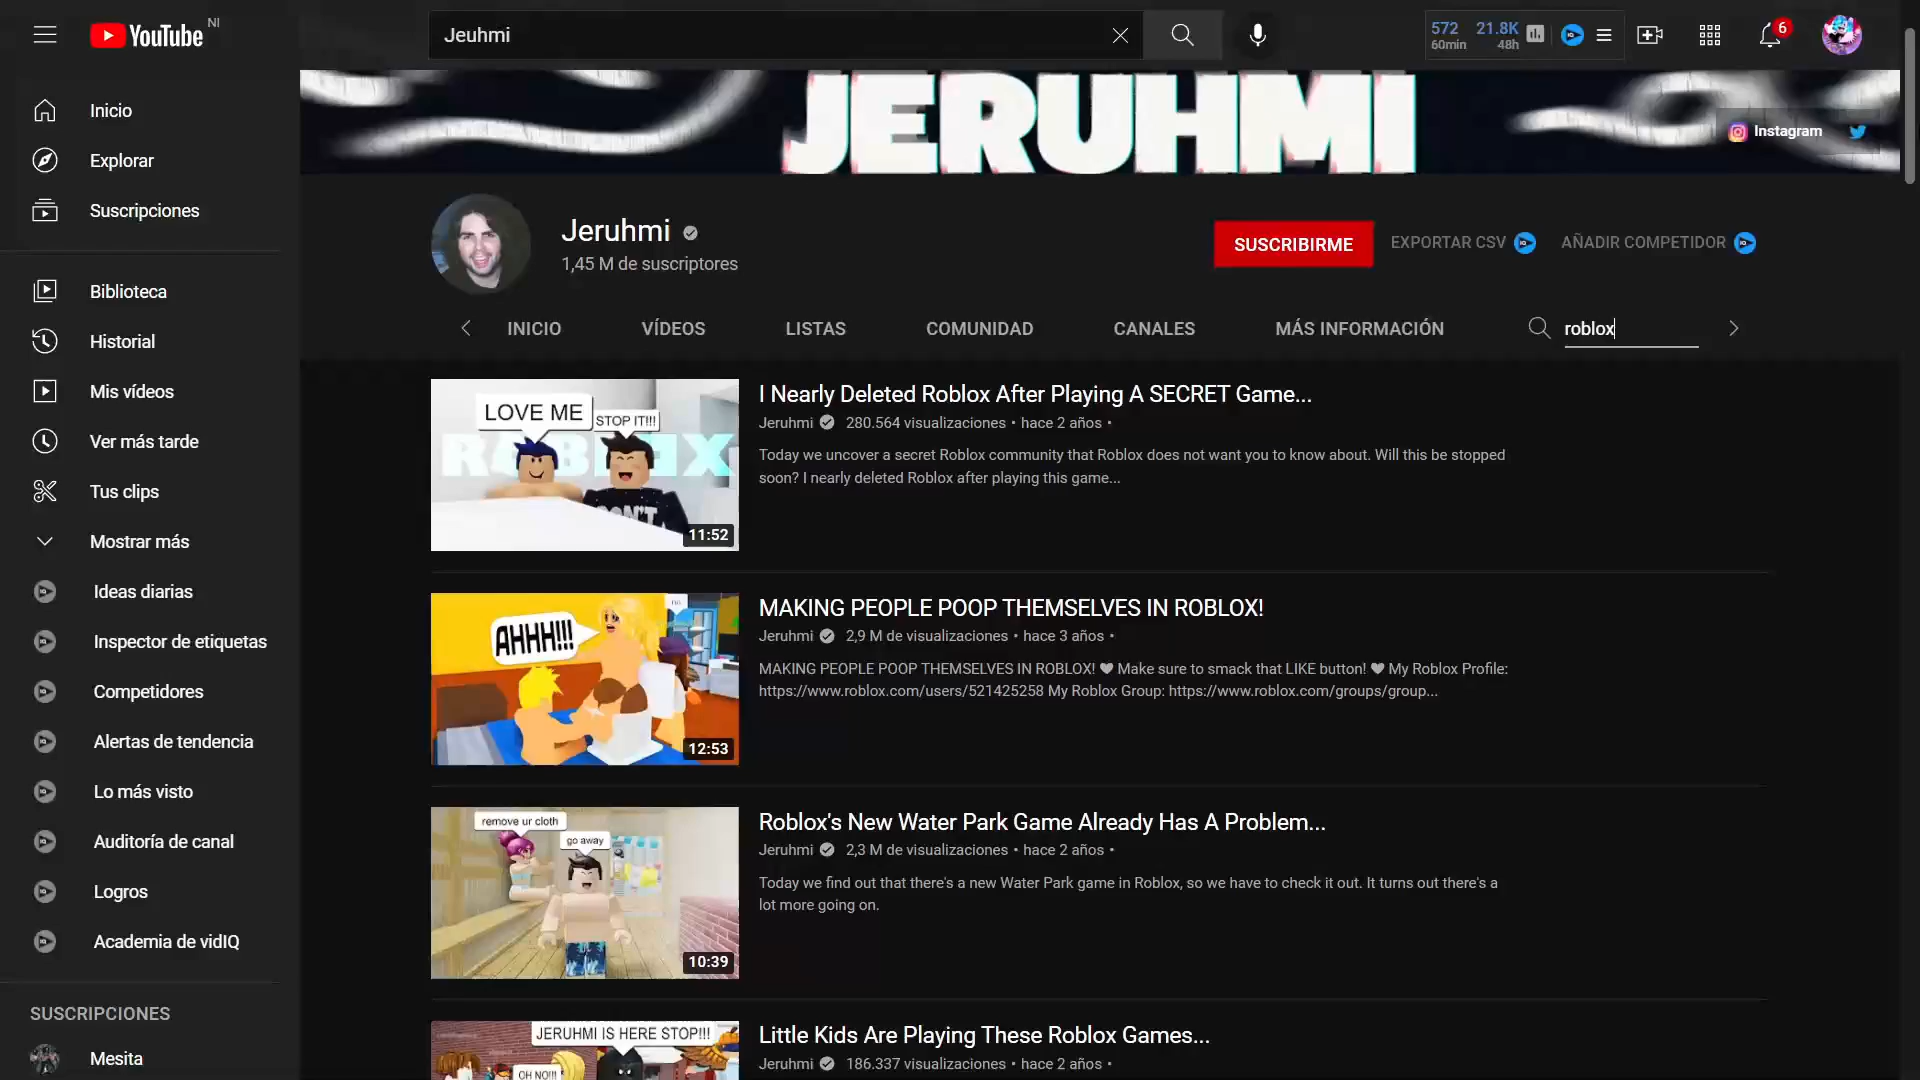 YouTube NI
Jeuhmi
572 60min 21.8K 48h
6
JERUHMI
Instagram
Inicio
Explorar
Suscripciones
Biblioteca
Historial
Mis vídeos
Ver más tarde
Tus clips
Mostrar más
Ideas diarias
Inspector de etiquetas
Competidores
Alertas de tendencia
Lo más visto
Auditoría de canal
Logros
Academia de vidIQ
SUSCRIPCIONES
Mesita
Jeruhmi
1,45 M de suscriptores
SUSCRIBIRME
EXPORTAR CSV
AÑADIR COMPETIDOR
INICIO VÍDEOS LISTAS COMUNIDAD CANALES MÁS INFORMACIÓN roblox
LOVE ME
STOP IT!!!
ROBLOX
DON'T
11:52
I Nearly Deleted Roblox After Playing A SECRET Game...
Jeruhmi 280.564 visualizaciones • hace 2 años •
Today we uncover a secret Roblox community that Roblox does not want you to know about. Will this be stopped
soon? I nearly deleted Roblox after playing this game...
AHHH!!!
12:53
MAKING PEOPLE POOP THEMSELVES IN ROBLOX!
Jeruhmi 2,9 M de visualizaciones • hace 3 años •
MAKING PEOPLE POOP THEMSELVES IN ROBLOX! ♥ Make sure to smack that LIKE button! ♥ My Roblox Profile:
https://www.roblox.com/users/521425258 My Roblox Group: https://www.roblox.com/groups/group...
remove ur cloth
go away
10:39
Roblox's New Water Park Game Already Has A Problem...
Jeruhmi 2,3 M de visualizaciones • hace 2 años •
Today we find out that there's a new Water Park game in Roblox, so we have to check it out. It turns out there's a
lot more going on.
JERUHMI IS HERE STOP!!!
OH NO!!!
Little Kids Are Playing These Roblox Games...
Jeruhmi 186.337 visualizaciones • hace 2 años •